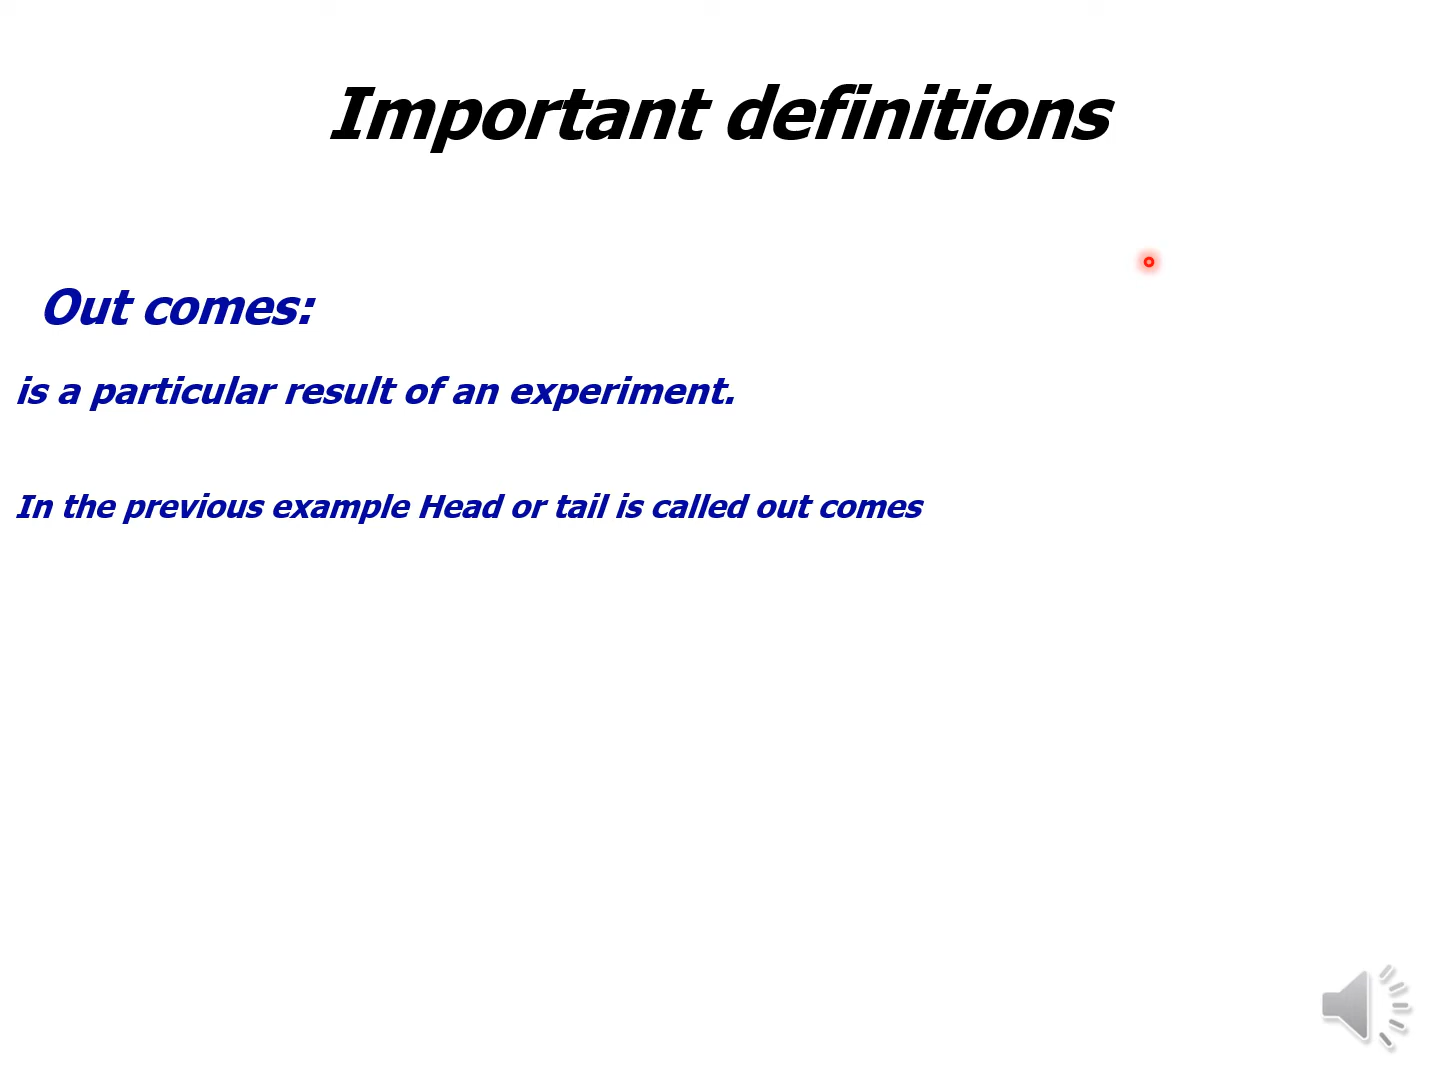 Important definitions
Out comes:
is a particular result of an experiment.
In the previous example Head or tail is called out comes